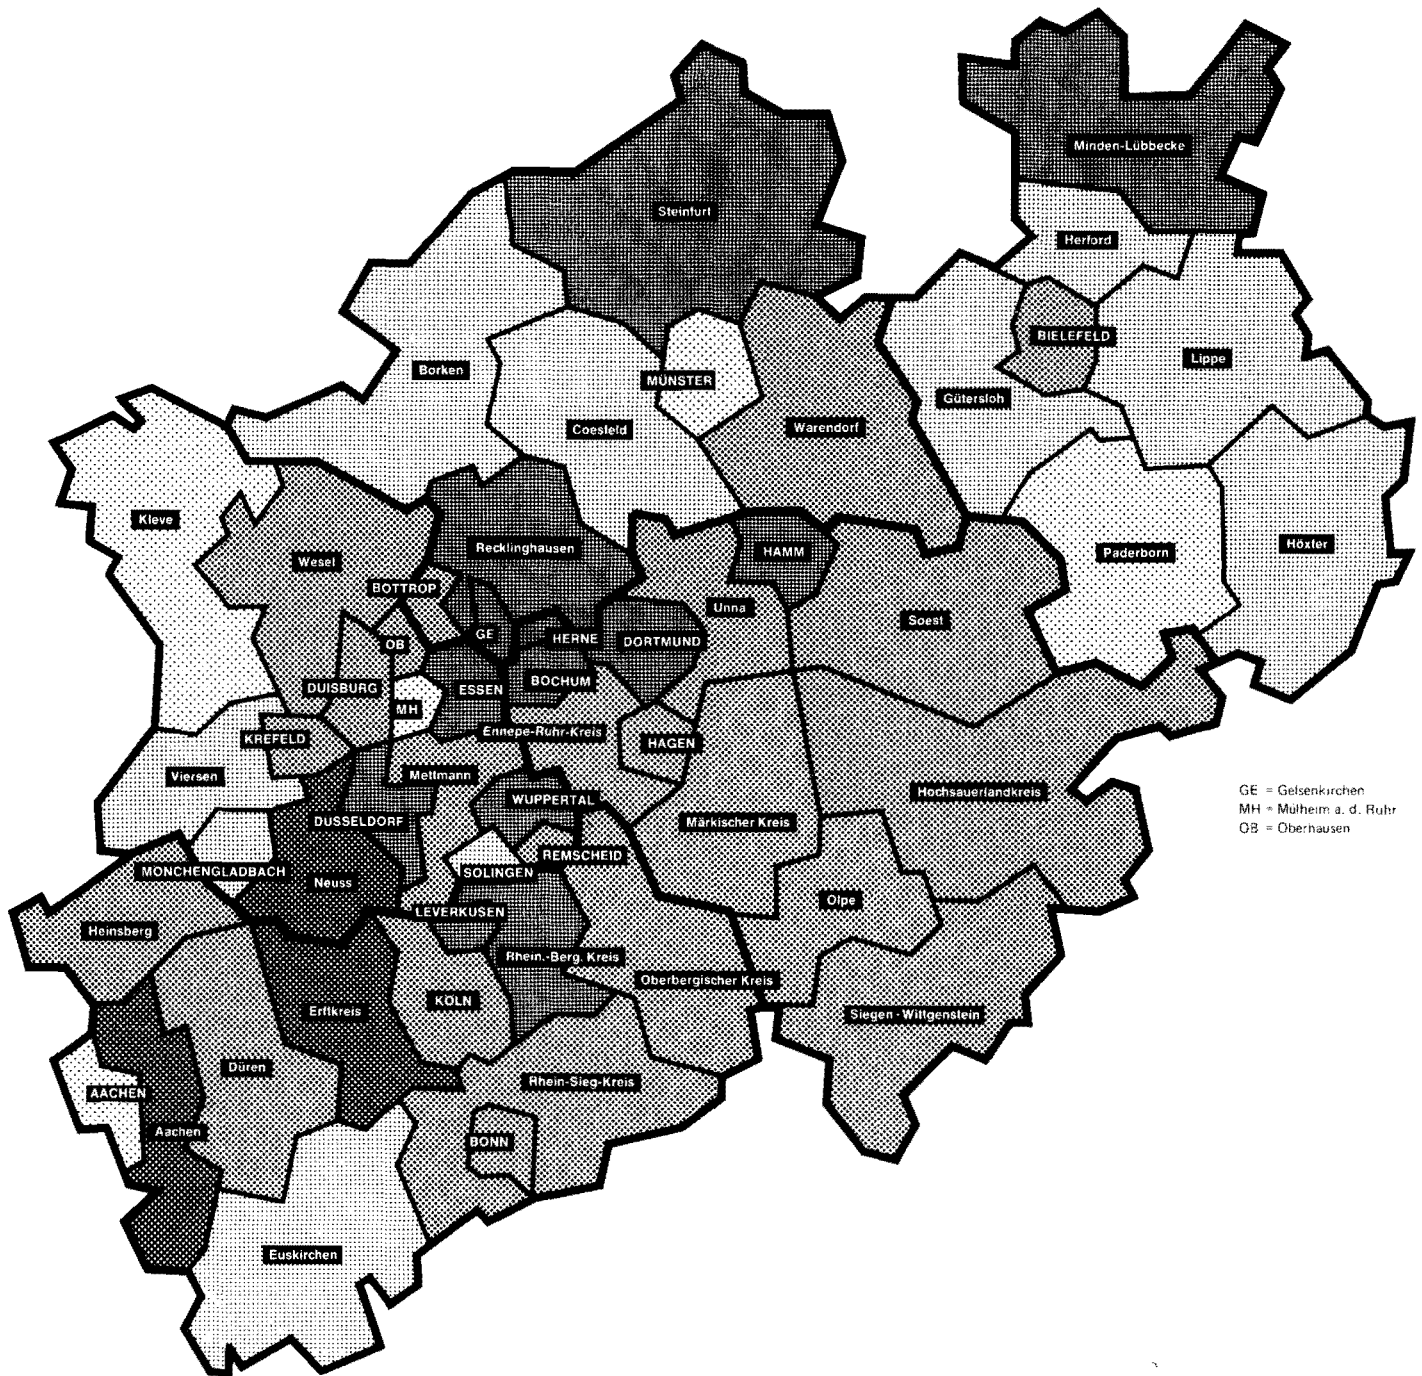 Minden-Lübbecke
Steinfurt
Herford
BIELEFELD
Lippe
Borken
MÜNSTER
Gütersloh
Coesfeld
Warendorf
Kleve
Recklinghausen
HAMM
Paderborn
Höxter
Wesel
BOTTROP
Unna
Soest
GE
HERNE
DORTMUND
OB
DUISBURG
ESSEN
BOCHUM
MH
KREFELD
Ennepe-Ruhr-Kreis
HAGEN
Viersen
Mettmann
Hochsauerlandkreis
GE = Gelsenkirchen
MH = Mülheim a. d. Ruhr
OB = Oberhausen
WUPPERTAL
DÜSSELDORF
Märkischer Kreis
REMSCHEID
MÖNCHENGLADBACH
SOLINGEN
Neuss
Olpe
LEVERKUSEN
Heinsberg
Rhein.-Berg. Kreis
Oberbergischer Kreis
Erftkreis
KÖLN
Siegen-Wittgenstein
Düren
Rhein-Sieg-Kreis
AACHEN
Aachen
BONN
Euskirchen